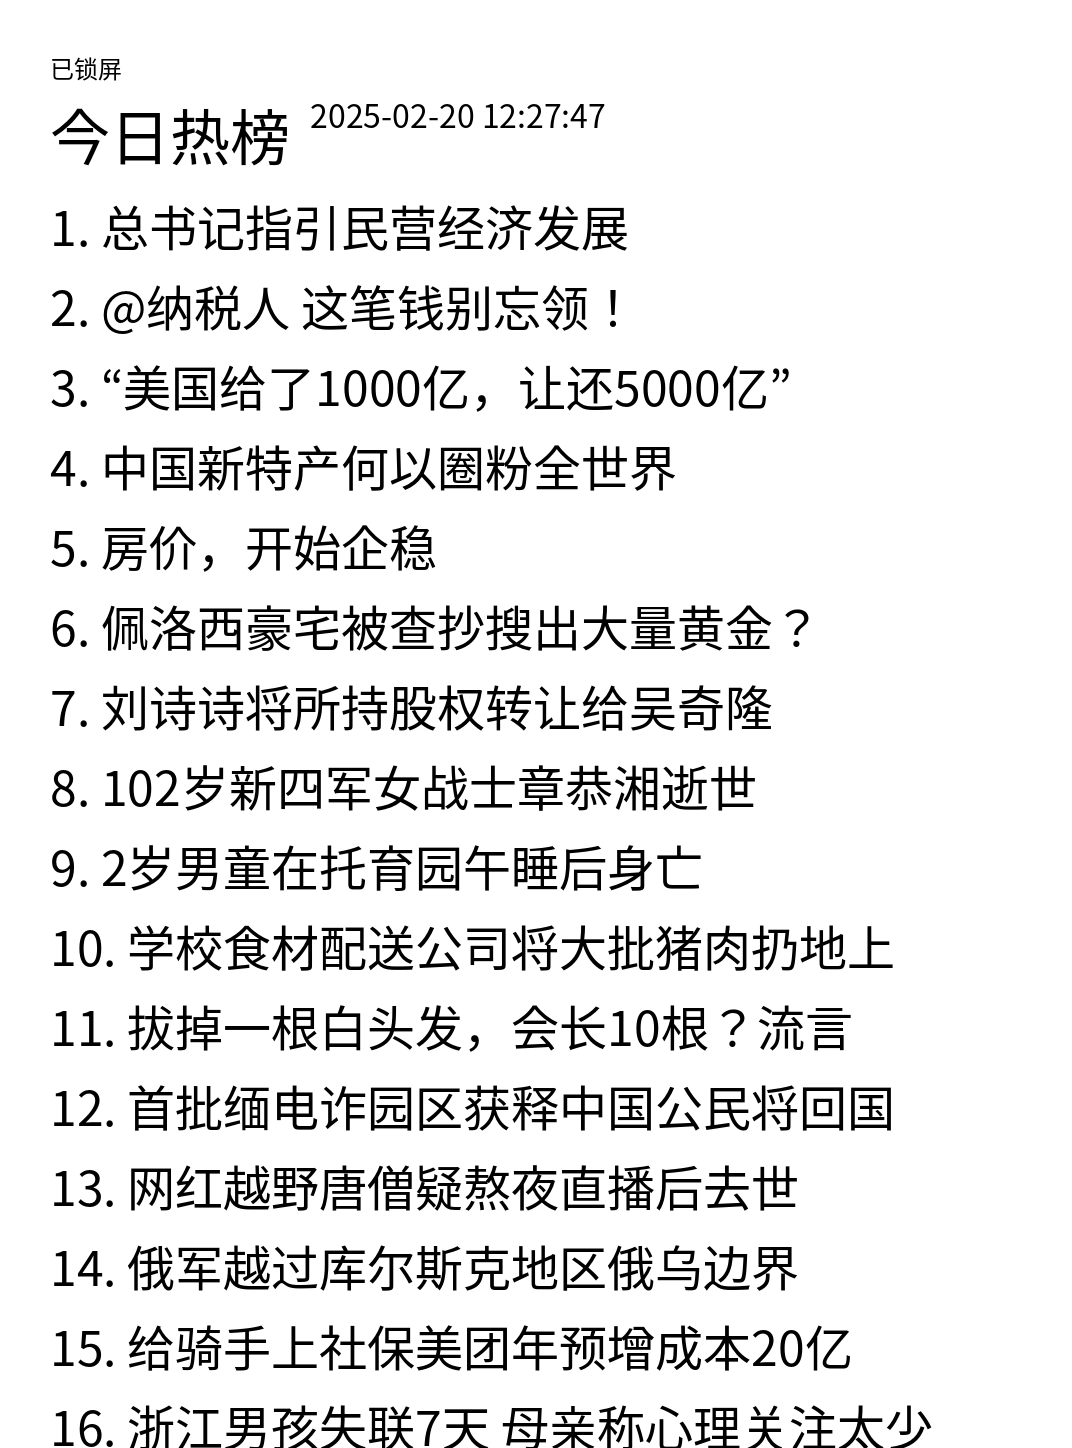 已锁屏
今日热榜 2025-02-20 12:27:47
1. 总书记指引民营经济发展
2. @纳税人 这笔钱别忘领！
3. “美国给了1000亿，让还5000亿”
4. 中国新特产何以圈粉全世界
5. 房价，开始企稳
6. 佩洛西豪宅被查抄搜出大量黄金？
7. 刘诗诗将所持股权转让给吴奇隆
8. 102岁新四军女战士章恭湘逝世
9. 2岁男童在托育园午睡后身亡
10. 学校食材配送公司将大批猪肉扔地上
11. 拔掉一根白头发，会长10根？流言
12. 首批缅电诈园区获释中国公民将回国
13. 网红越野唐僧疑熬夜直播后去世
14. 俄军越过库尔斯克地区俄乌边界
15. 给骑手上社保美团年预增成本20亿
16. 浙江男孩失联7天 母亲称心理关注太少